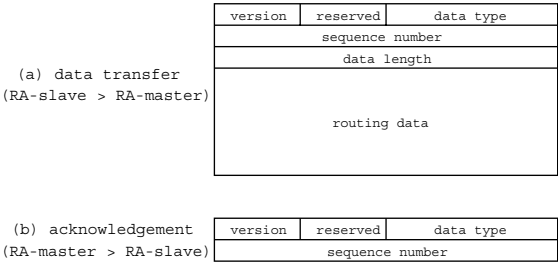 version reserved data type
sequence number
data length
(a) data transfer
(RA-slave > RA-master)
routing data
(b) acknowledgement
(RA-master > RA-slave)
version reserved data type
sequence number